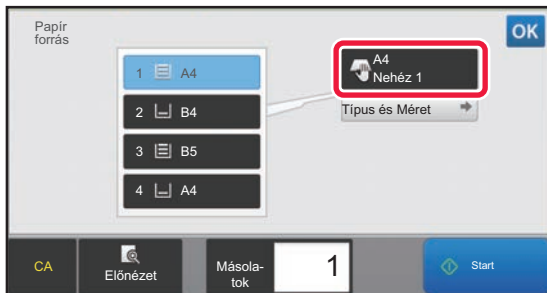 Papír
forrás
OK
1 A4
2 B4
3 B5
4 A4
A4
Nehéz 1
Típus és Méret
CA
Előnézet
Másola-
tok
1
Start